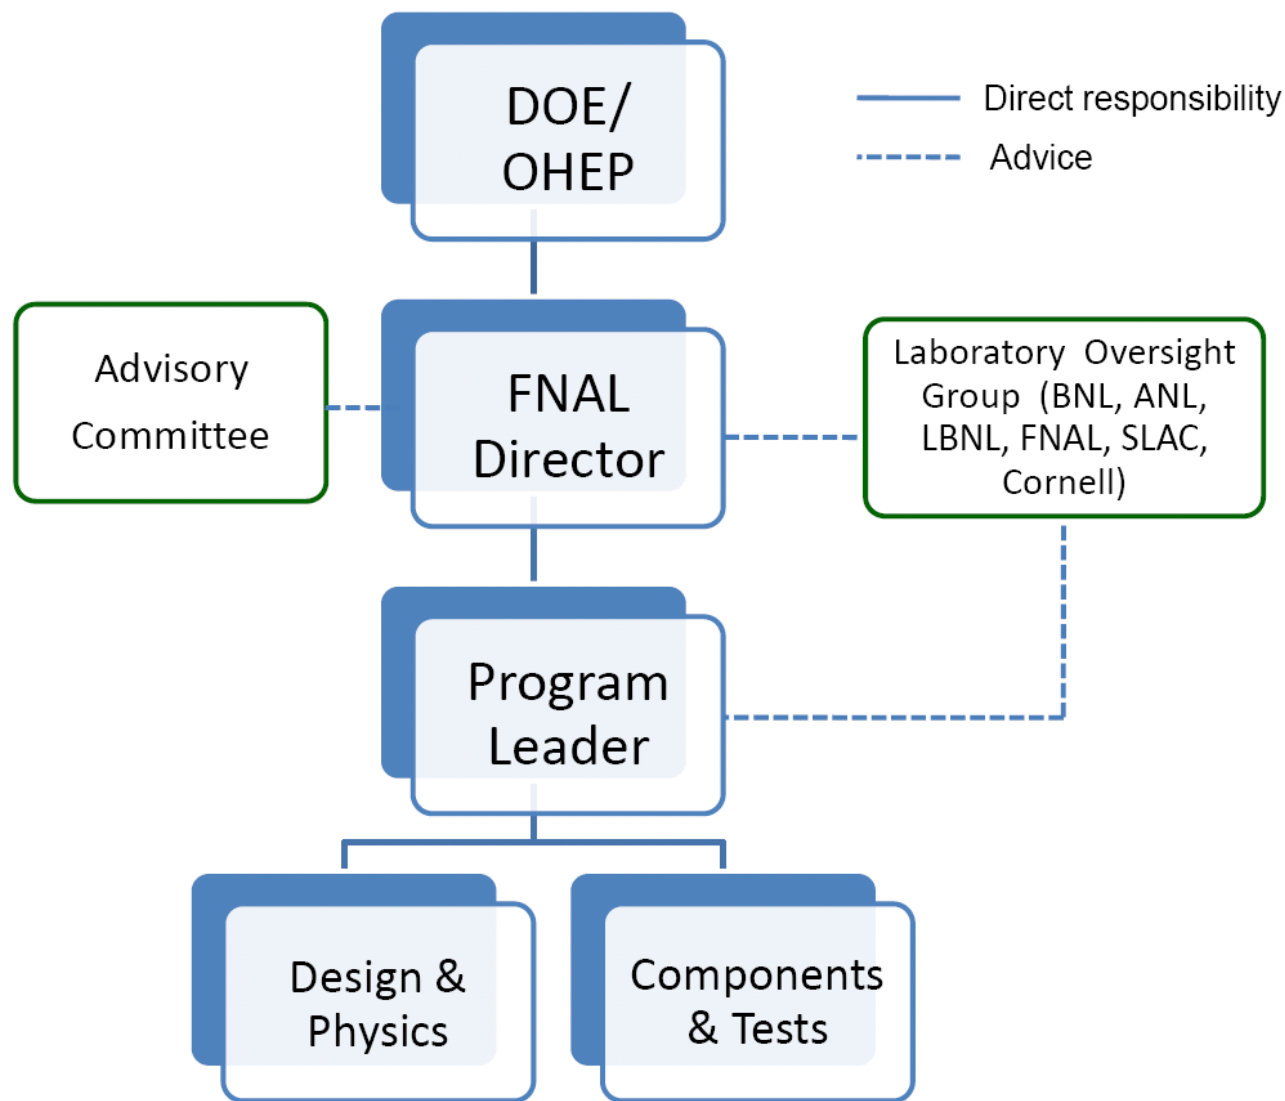 DOE/
OHEP
Direct responsibility
Advice
Advisory
Committee
FNAL
Director
Laboratory Oversight
Group (BNL, ANL,
LBNL, FNAL, SLAC,
Cornell)
Program
Leader
Design &
Physics
Components
& Tests